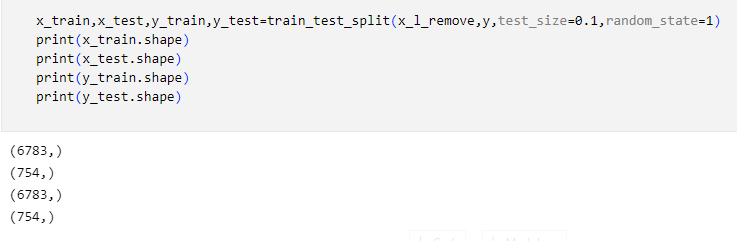 x_train,x_test,y_train,y_test=train_test_split(x_l_remove,y,test_size=0.1,random_state=1)
print(x_train.shape)
print(x_test.shape)
print(y_train.shape)
print(y_test.shape)
(6783,)
(754,)
(6783,)
(754,)